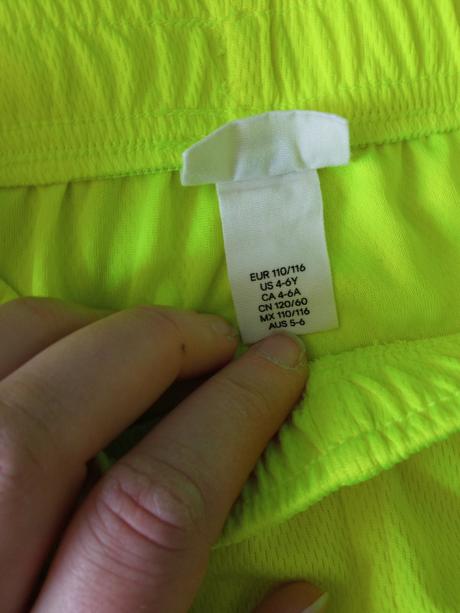 EUR 110/116
US 4-6Y
CA 4-6A
CN 120/60
MX 110/116
AUS 5-6